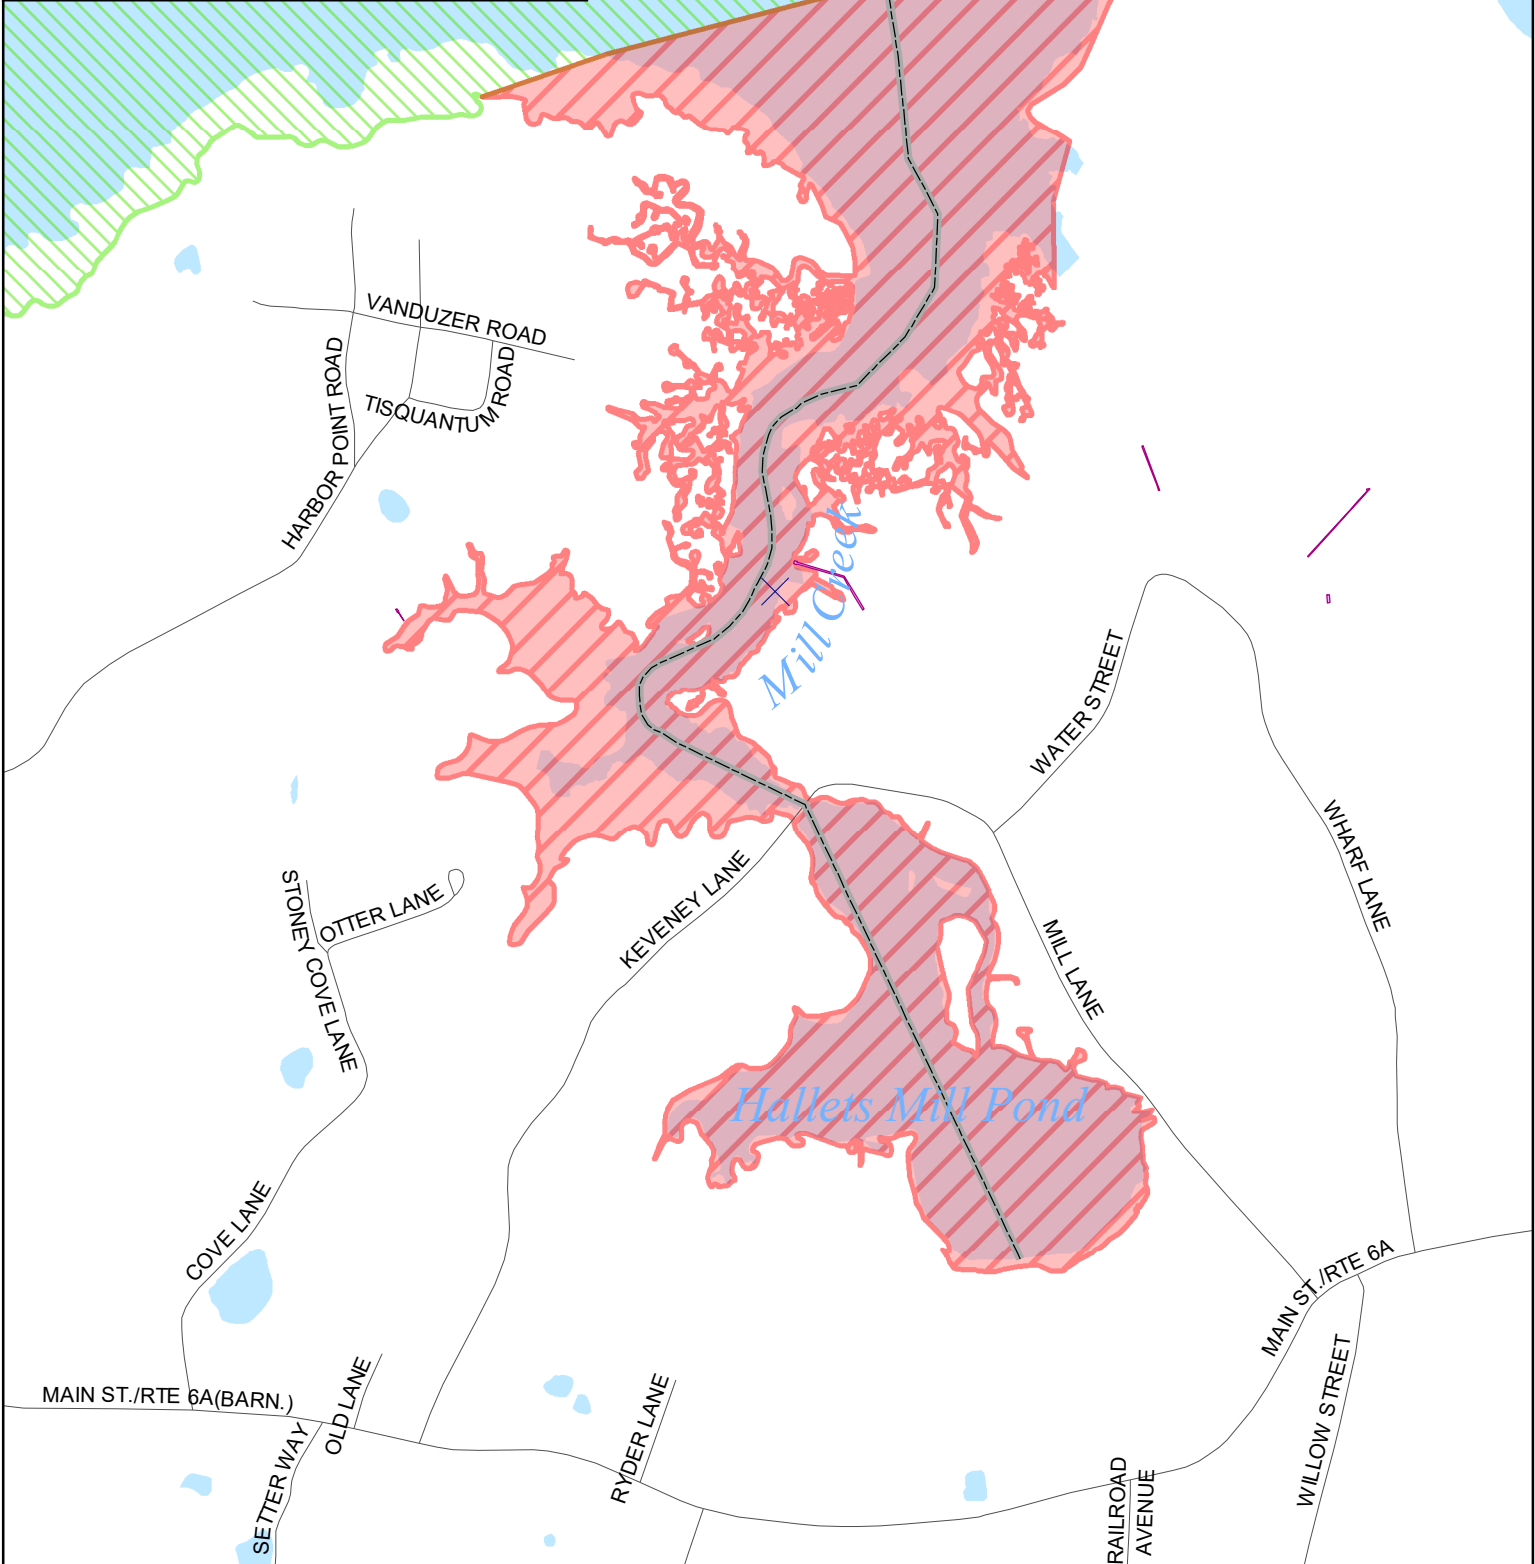 VANDUZER ROAD
HARBOR POINT ROAD
TISQUANTUM ROAD
Mill Creek
WATER STREET
WHARF LANE
KEVENEY LANE
STONEY COVE LANE
OTTER LANE
MILL LANE
Hallets Mill Pond
COVE LANE
MAIN ST./RTE 6A
MAIN ST./RTE 6A(BARN.)
OLD LANE
SETTER WAY
RYDER LANE
WILLOW STREET
RAILROAD
AVENUE